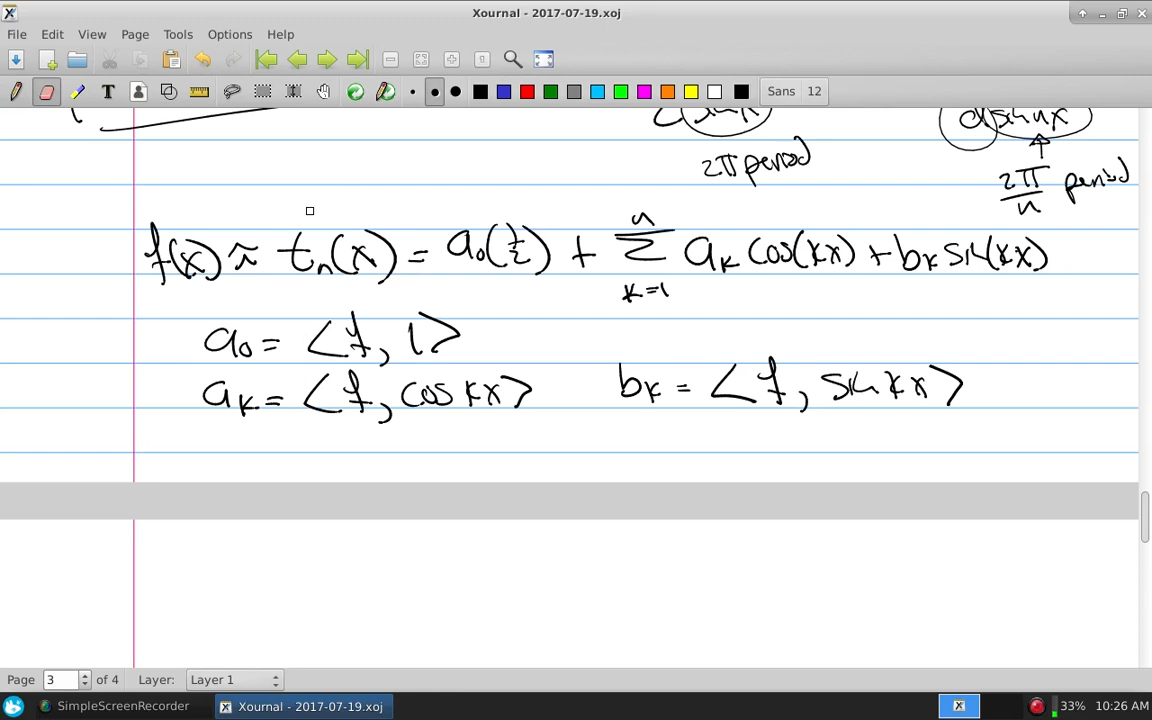 Xournal - 2017-07-19.xoj
File Edit View Page Tools Options Help
Sans 12
2π period
2π/n period
f(x) ≈ tₙ(x) = a₀(½) + Σ aₖ cos(kx) + bₖ sin(kx)
n
k=1
a₀ = <f, 1>
aₖ = <f, cos kx> bₖ = <f, sin kx>
Page 3 of 4 Layer: Layer 1
SimpleScreenRecorder Xournal - 2017-07-19.xoj 33% 10:26 AM